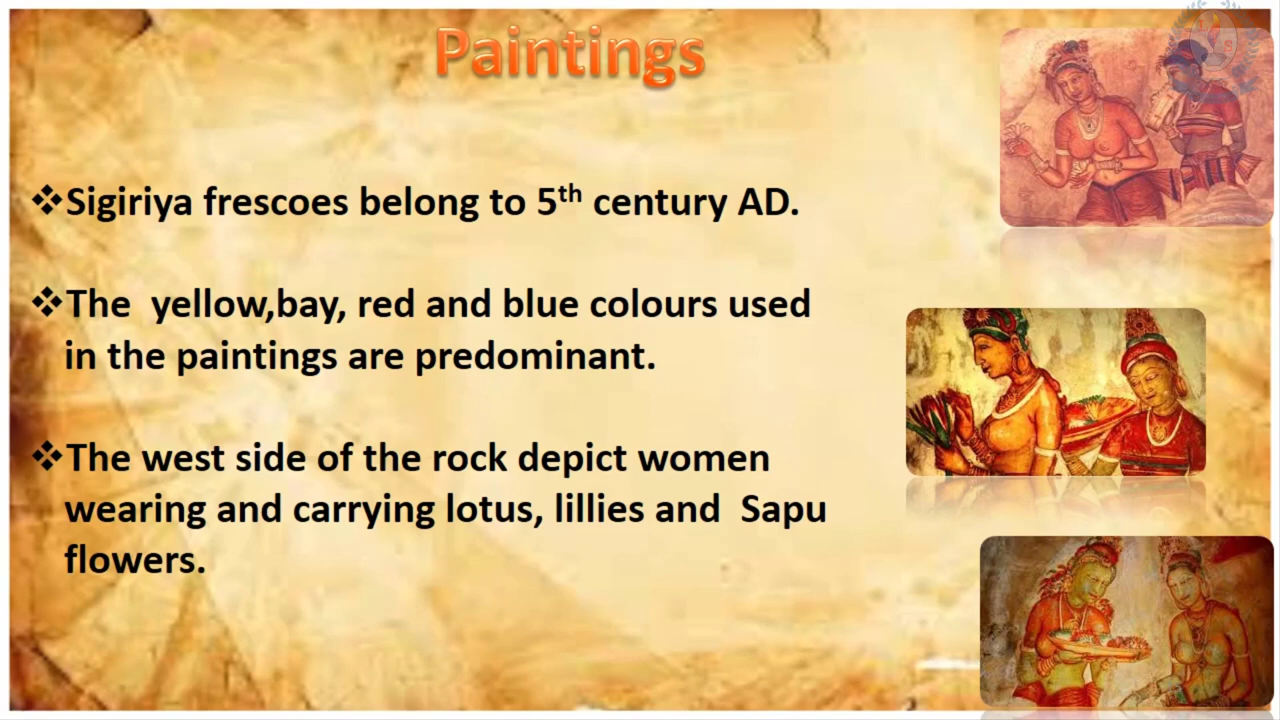 Paintings
❖Sigiriya frescoes belong to 5th century AD.
❖The yellow,bay, red and blue colours used
in the paintings are predominant.
❖The west side of the rock depict women
wearing and carrying lotus, lillies and Sapu
flowers.